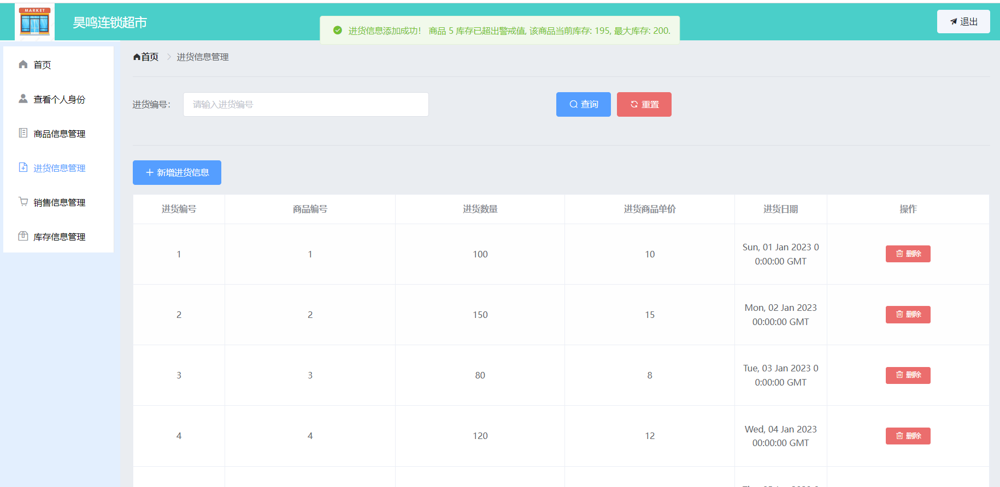 MARKET
昊鸣连锁超市
进货信息添加成功! 商品 5 库存已超出警戒值, 该商品当前库存: 195, 最大库存: 200.
退出
首页
查看个人身份
商品信息管理
进货信息管理
销售信息管理
库存信息管理
首页 > 进货信息管理
进货编号: 请输入进货编号 查询 重置
+ 新增进货信息
进货编号 商品编号 进货数量 进货商品单价 进货日期 操作
1 1 100 10 Sun, 01 Jan 2023 0
0:00:00 GMT 删除
2 2 150 15 Mon, 02 Jan 2023
00:00:00 GMT 删除
3 3 80 8 Tue, 03 Jan 2023 0
0:00:00 GMT 删除
4 4 120 12 Wed, 04 Jan 2023
00:00:00 GMT 删除